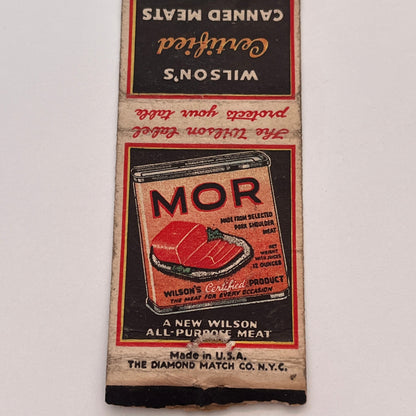 WILSON'S
Certified
CANNED MEATS
The Wilson label
protects your table
MOR
MADE FROM SELECTED
PORK SHOULDER
MEAT
NET
WEIGHT
WITH JUICES
12 OUNCES
WILSON'S Certified PRODUCT
THE MEAT FOR EVERY OCCASION
A NEW WILSON
ALL-PURPOSE MEAT
Made in U.S.A.
THE DIAMOND MATCH CO. N.Y.C.